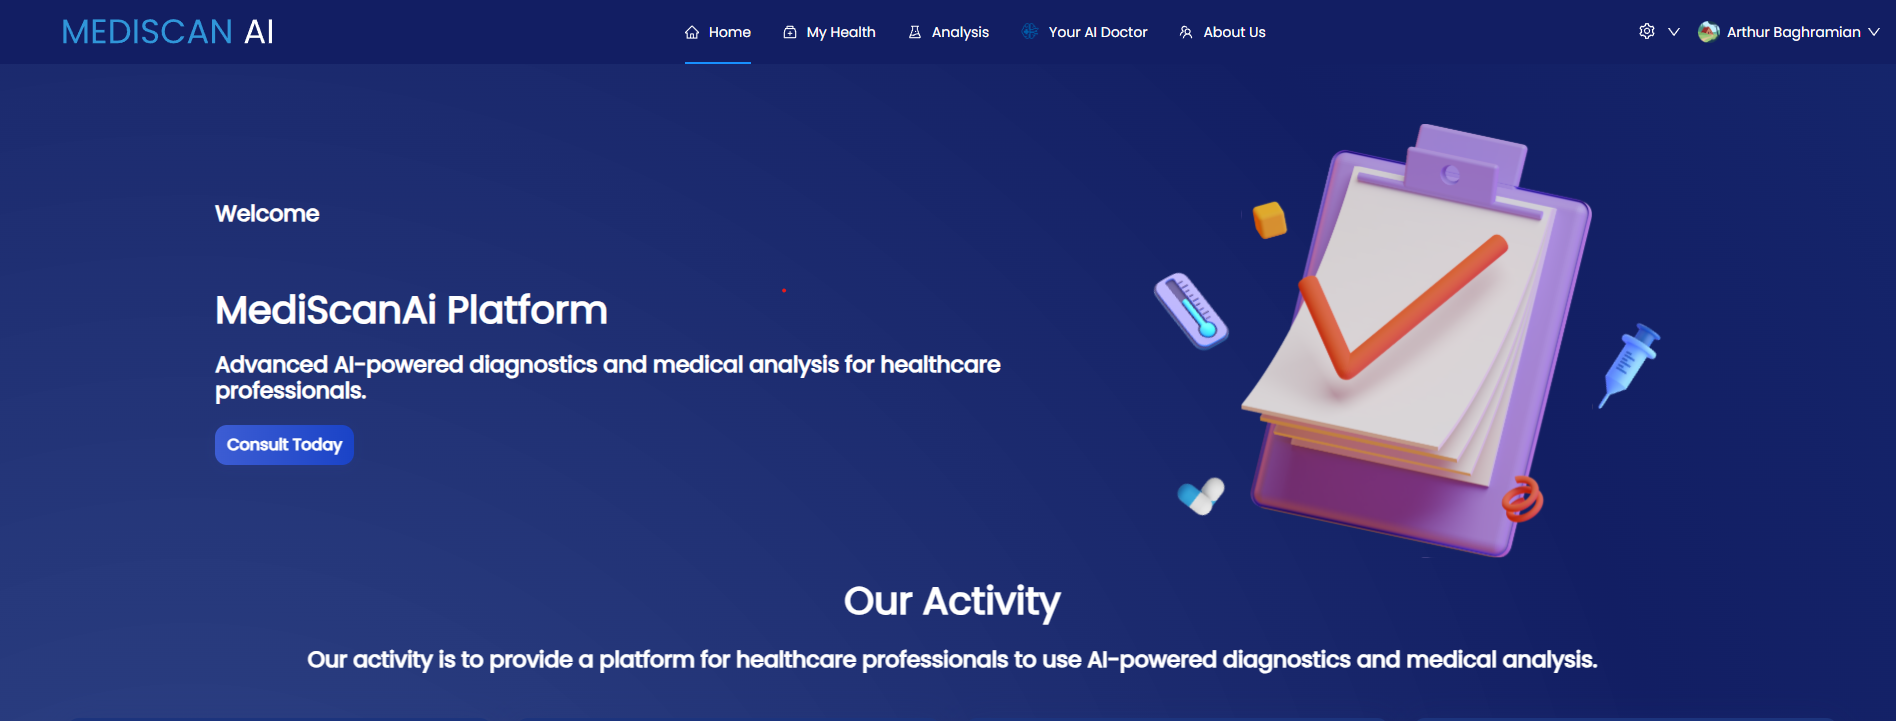 MEDISCAN AI
Home
My Health
Analysis
Your AI Doctor
About Us
Arthur Baghramian
Welcome
MediScanAi Platform
Advanced AI-powered diagnostics and medical analysis for healthcare
professionals.
Consult Today
Our Activity
Our activity is to provide a platform for healthcare professionals to use AI-powered diagnostics and medical analysis.